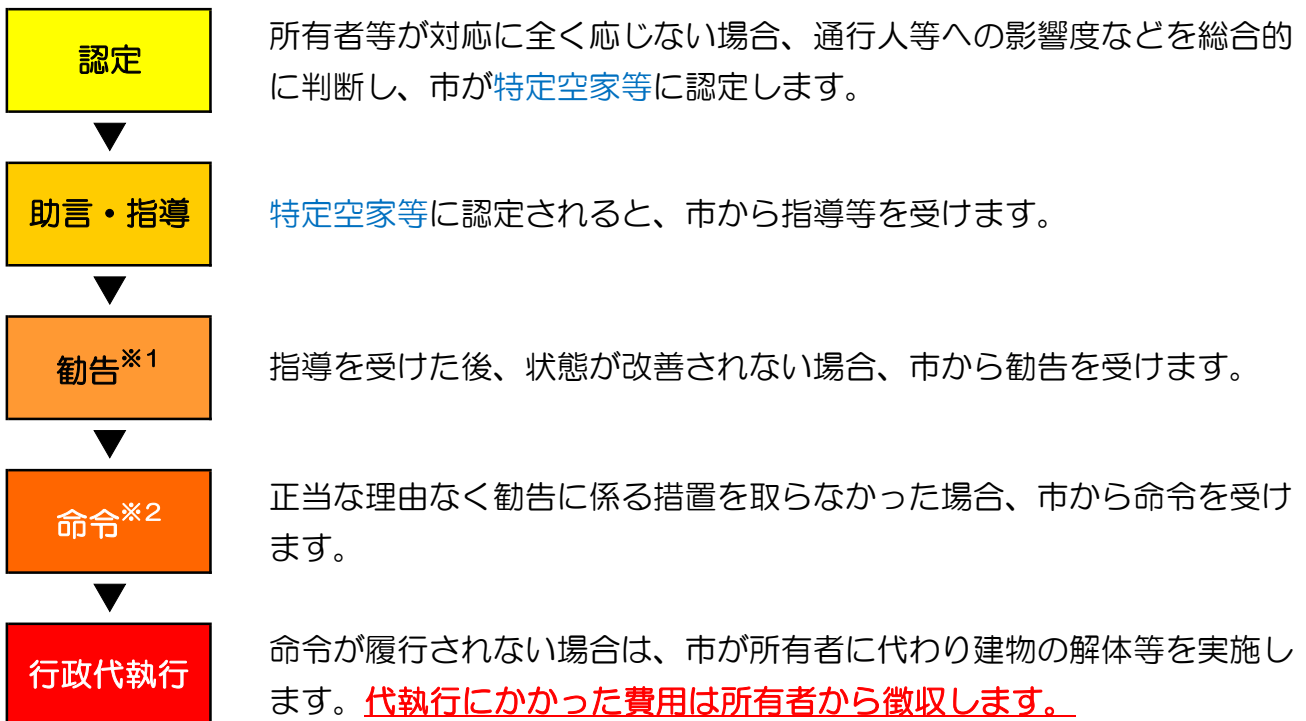 認定
所有者等が対応に全く応じない場合、通行人等への影響度などを総合的
に判断し、市が特定空家等に認定します。
▼
助言・指導
特定空家等に認定されると、市から指導等を受けます。
▼
勧告※1
指導を受けた後、状態が改善されない場合、市から勧告を受けます。
▼
命令※2
正当な理由なく勧告に係る措置を取らなかった場合、市から命令を受け
ます。
▼
行政代執行
命令が履行されない場合は、市が所有者に代わり建物の解体等を実施し
ます。代執行にかかった費用は所有者から徴収します。